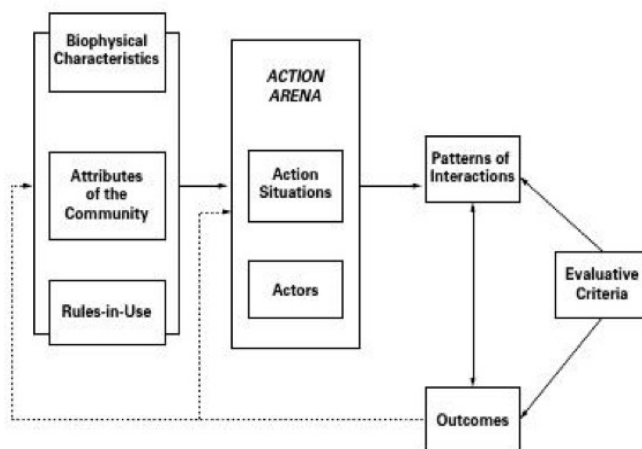 Biophysical
Characteristics
Attributes
of the
Community
Rules-in-Use
ACTION
ARENA
Action
Situations
Actors
Patterns of
Interactions
Outcomes
Evaluative
Criteria